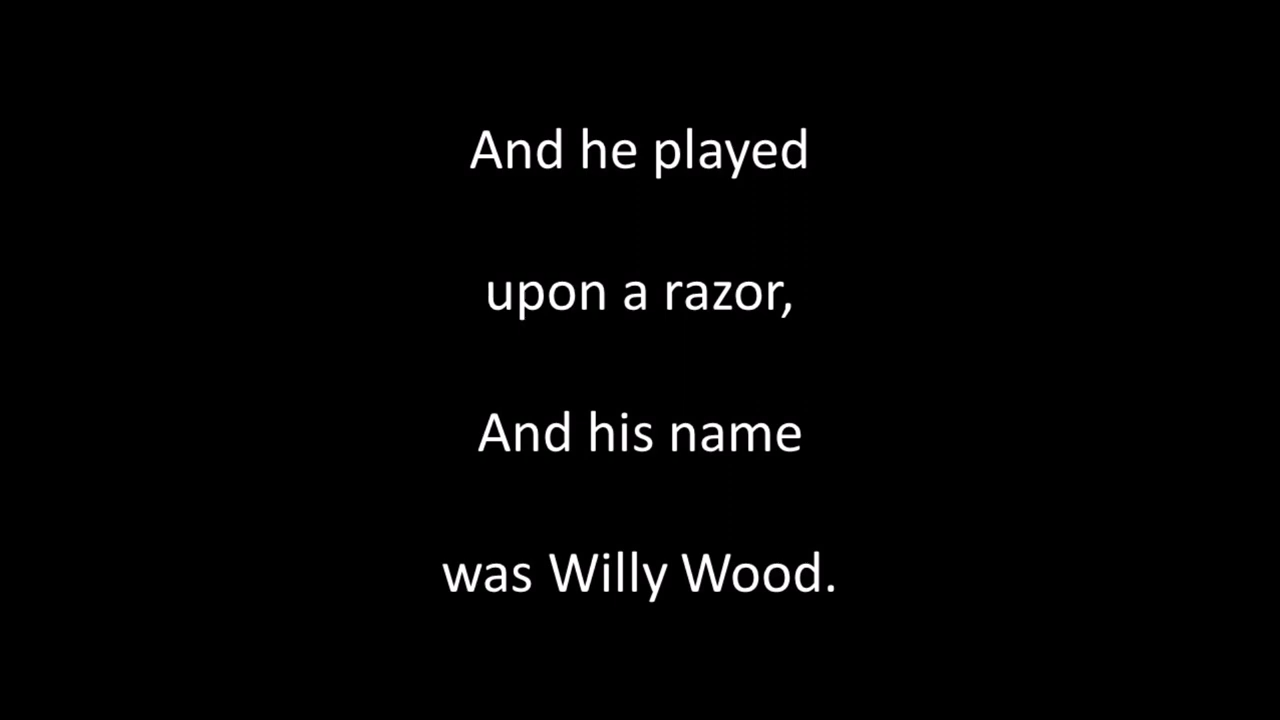 And he played
upon a razor,
And his name
was Willy Wood.